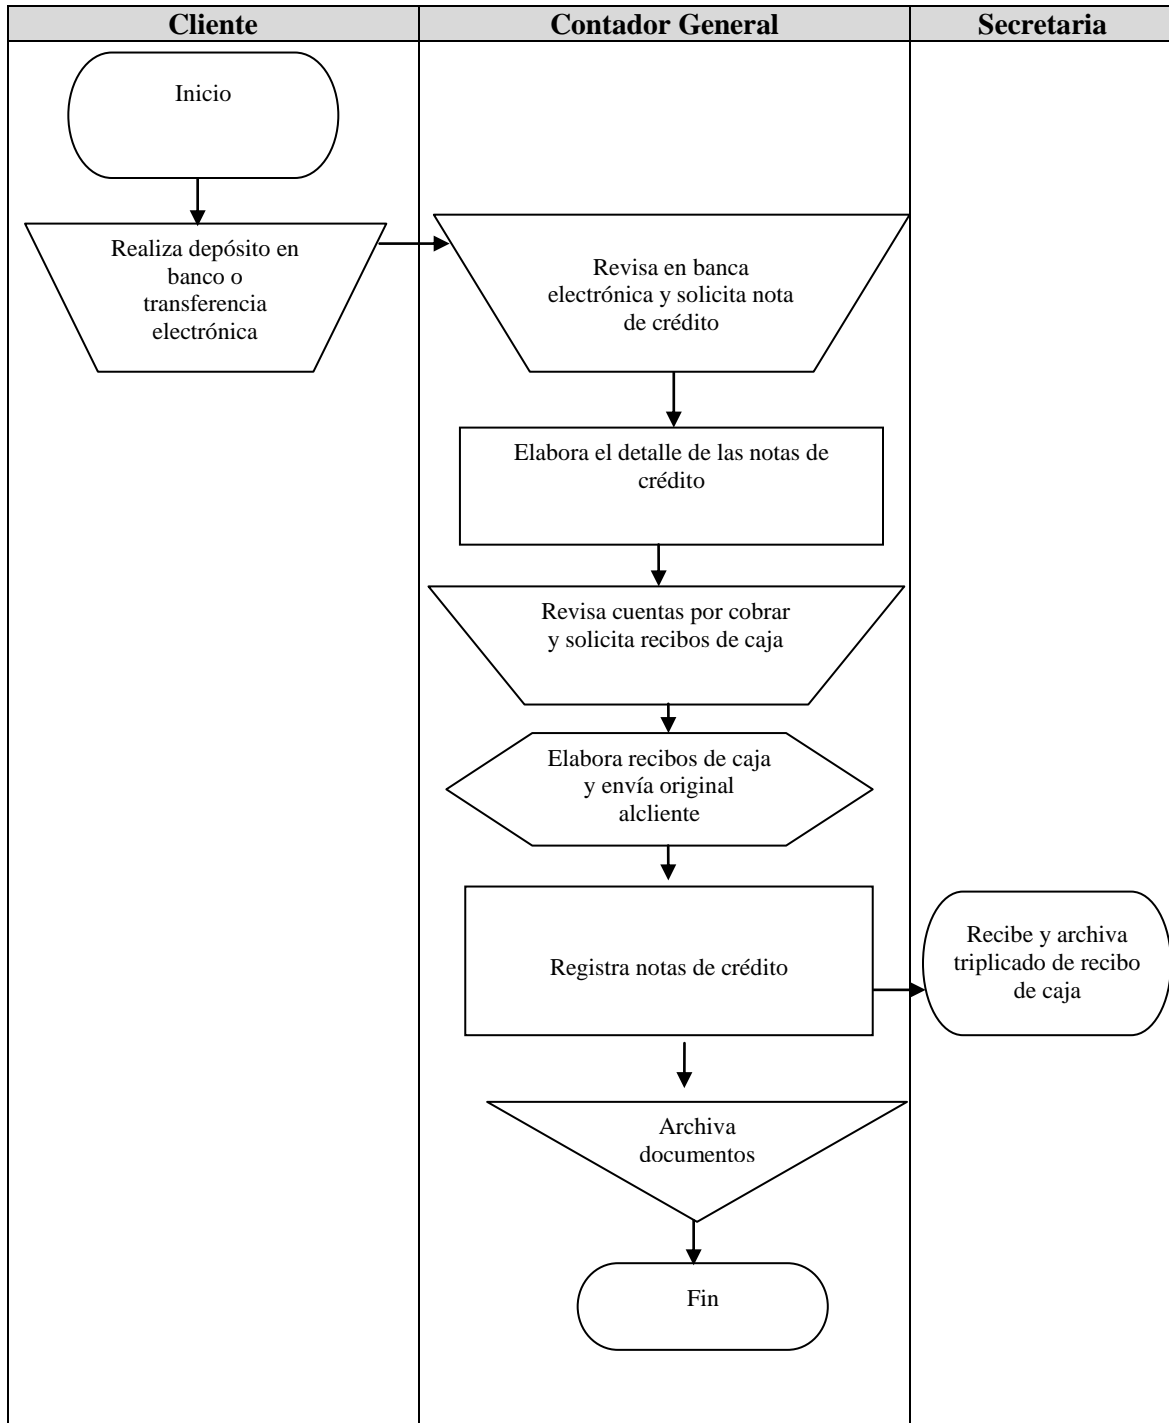 Cliente
Contador General
Secretaria
Inicio
Realiza depósito en
banco o
transferencia
electrónica
Revisa en banca
electrónica y solicita nota
de crédito
Elabora el detalle de las notas de
crédito
Revisa cuentas por cobrar
y solicita recibos de caja
Elabora recibos de caja
y envía original
alcliente
Registra notas de crédito
Recibe y archiva
triplicado de recibo
de caja
Archiva
documentos
Fin